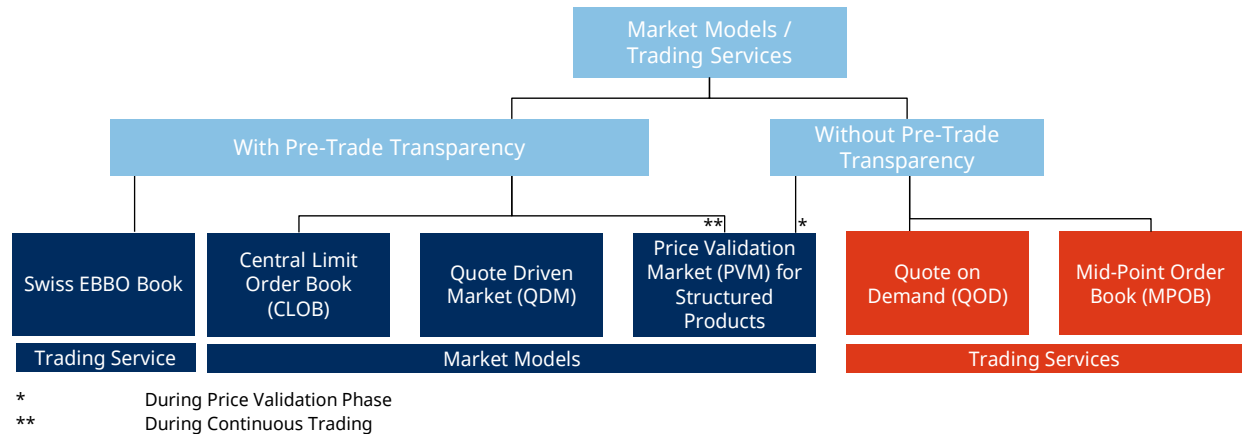 Market Models /
Trading Services
With Pre-Trade Transparency
Without Pre-Trade
Transparency
**
*
Swiss EBBO Book
Central Limit
Order Book
(CLOB)
Quote Driven
Market (QDM)
Price Validation
Market (PVM) for
Structured
Products
Quote on
Demand (QOD)
Mid-Point Order
Book (MPOB)
Trading Service
Market Models
Trading Services
* During Price Validation Phase
** During Continuous Trading